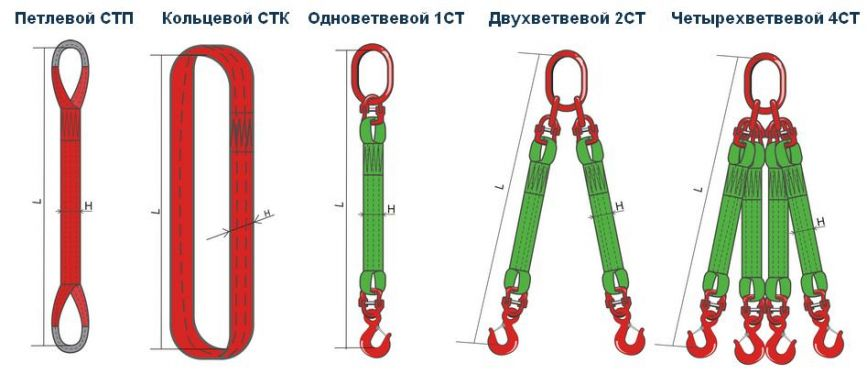 Петлевой СТП Кольцевой СТК Одноветвевой 1СТ Двухветвевой 2СТ Четырехветвевой 4СТ
L H L H L H L H L H